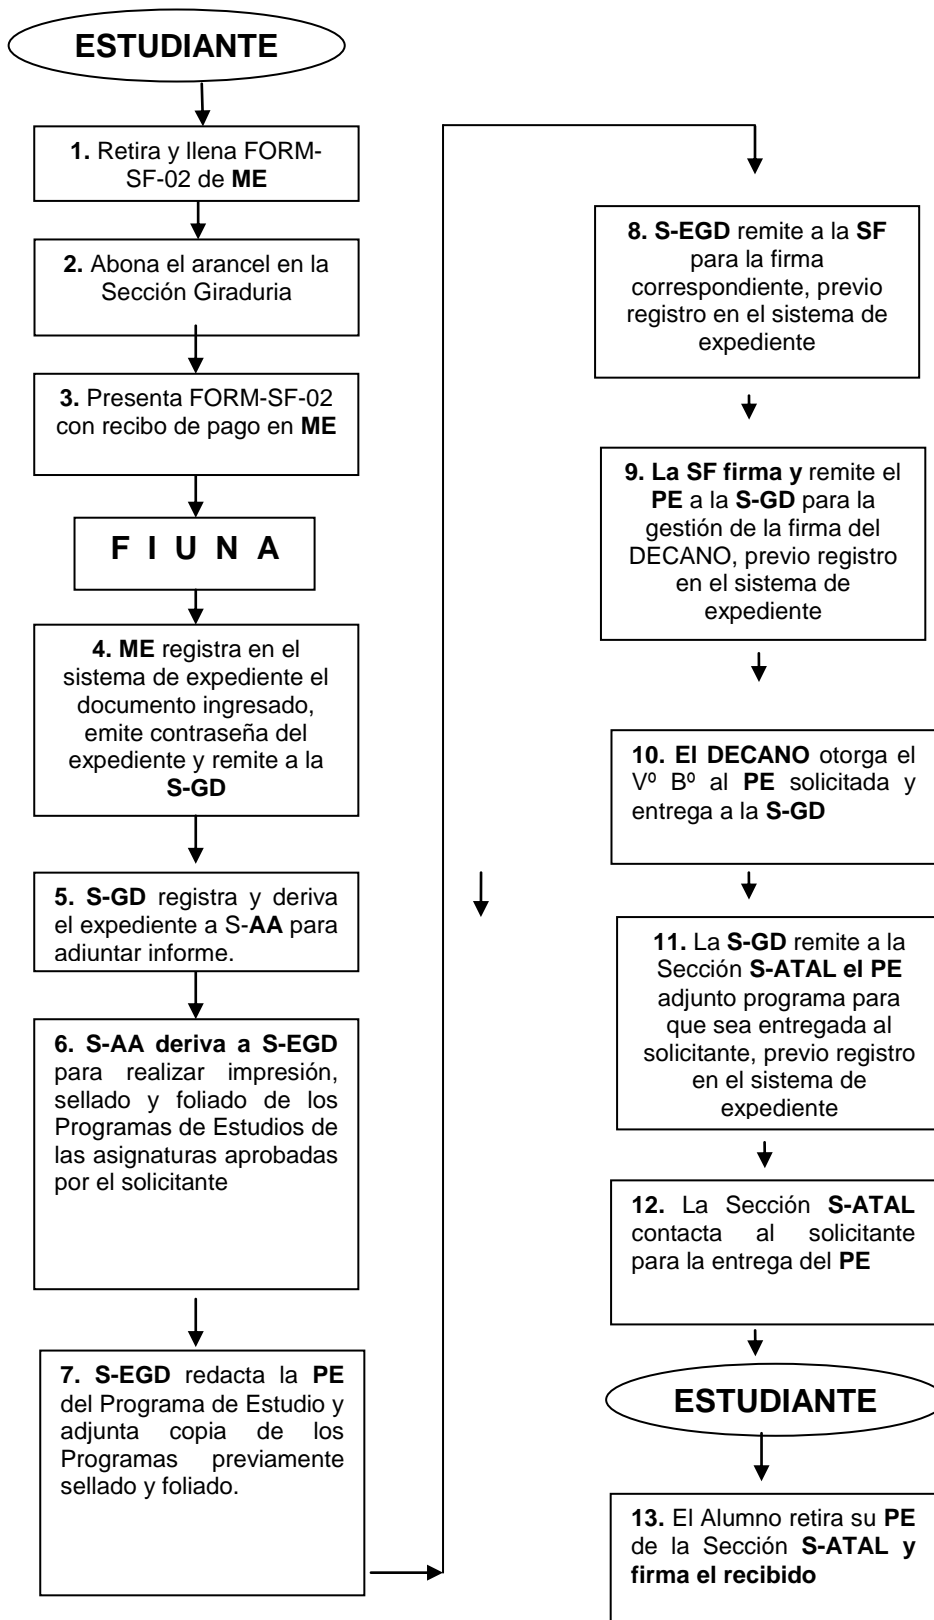 ESTUDIANTE
1. Retira y llena FORM-
SF-02 de ME
2. Abona el arancel en la
Sección Giraduria
3. Presenta FORM-SF-02
con recibo de pago en ME
F I U N A
4. ME registra en el
sistema de expediente el
documento ingresado,
emite contraseña del
expediente y remite a la
S-GD
5. S-GD registra y deriva
el expediente a S-AA para
adiuntar informe.
6. S-AA deriva a S-EGD
para realizar impresión,
sellado y foliado de los
Programas de Estudios de
las asignaturas aprobadas
por el solicitante
7. S-EGD redacta la PE
del Programa de Estudio y
adjunta copia de los
Programas previamente
sellado y foliado.
8. S-EGD remite a la SF
para la firma
correspondiente, previo
registro en el sistema de
expediente
9. La SF firma y remite el
PE a la S-GD para la
gestión de la firma del
DECANO, previo registro
en el sistema de
expediente
10. El DECANO otorga el
Vº Bº al PE solicitada y
entrega a la S-GD
11. La S-GD remite a la
Sección S-ATAL el PE
adjunto programa para
que sea entregada al
solicitante, previo registro
en el sistema de
expediente
12. La Sección S-ATAL
contacta al solicitante
para la entrega del PE
ESTUDIANTE
13. El Alumno retira su PE
de la Sección S-ATAL y
firma el recibido